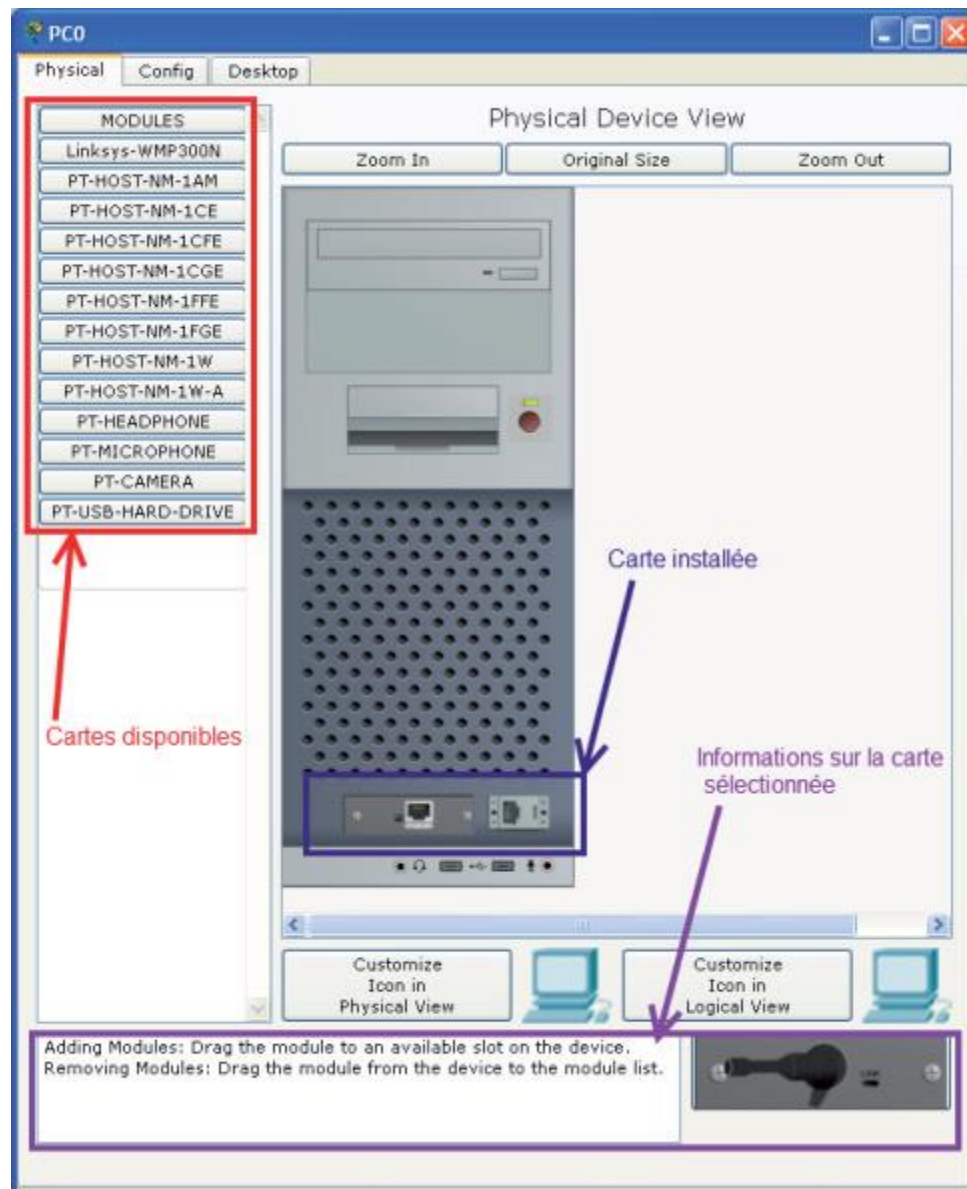 PC0
Physical Config Desktop
MODULES
Linksys-WMP300N
PT-HOST-NM-1AM
PT-HOST-NM-1CE
PT-HOST-NM-1CFE
PT-HOST-NM-1CGE
PT-HOST-NM-1FFE
PT-HOST-NM-1FGE
PT-HOST-NM-1W
PT-HOST-NM-1W-A
PT-HEADPHONE
PT-MICROPHONE
PT-CAMERA
PT-USB-HARD-DRIVE
Cartes disponibles
Physical Device View
Zoom In Original Size Zoom Out
Carte installée
Informations sur la carte
sélectionnée
Customize
Icon in
Physical View
Customize
Icon in
Logical View
Adding Modules: Drag the module to an available slot on the device.
Removing Modules: Drag the module from the device to the module list.
LINK